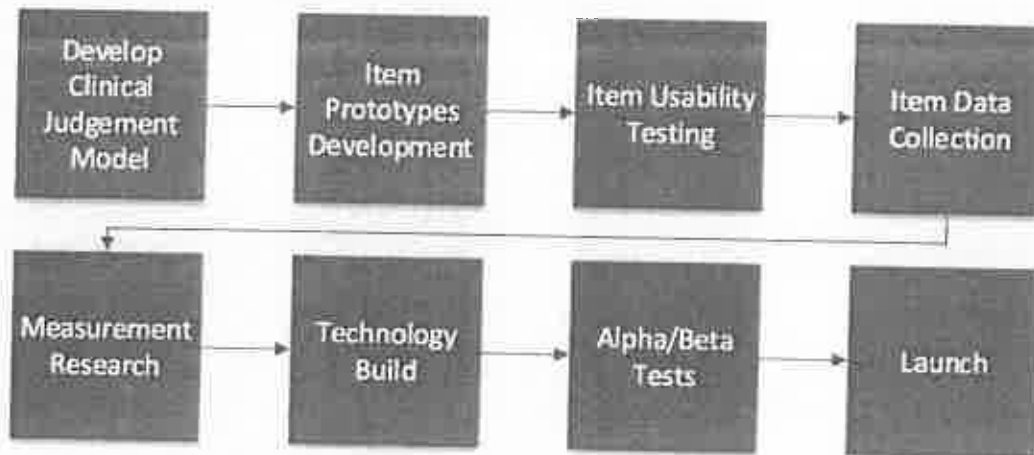 Develop
Clinical
Judgement
Model
Item
Prototypes
Development
Item Usability
Testing
Item Data
Collection
Measurement
Research
Technology
Build
Alpha/Beta
Tests
Launch